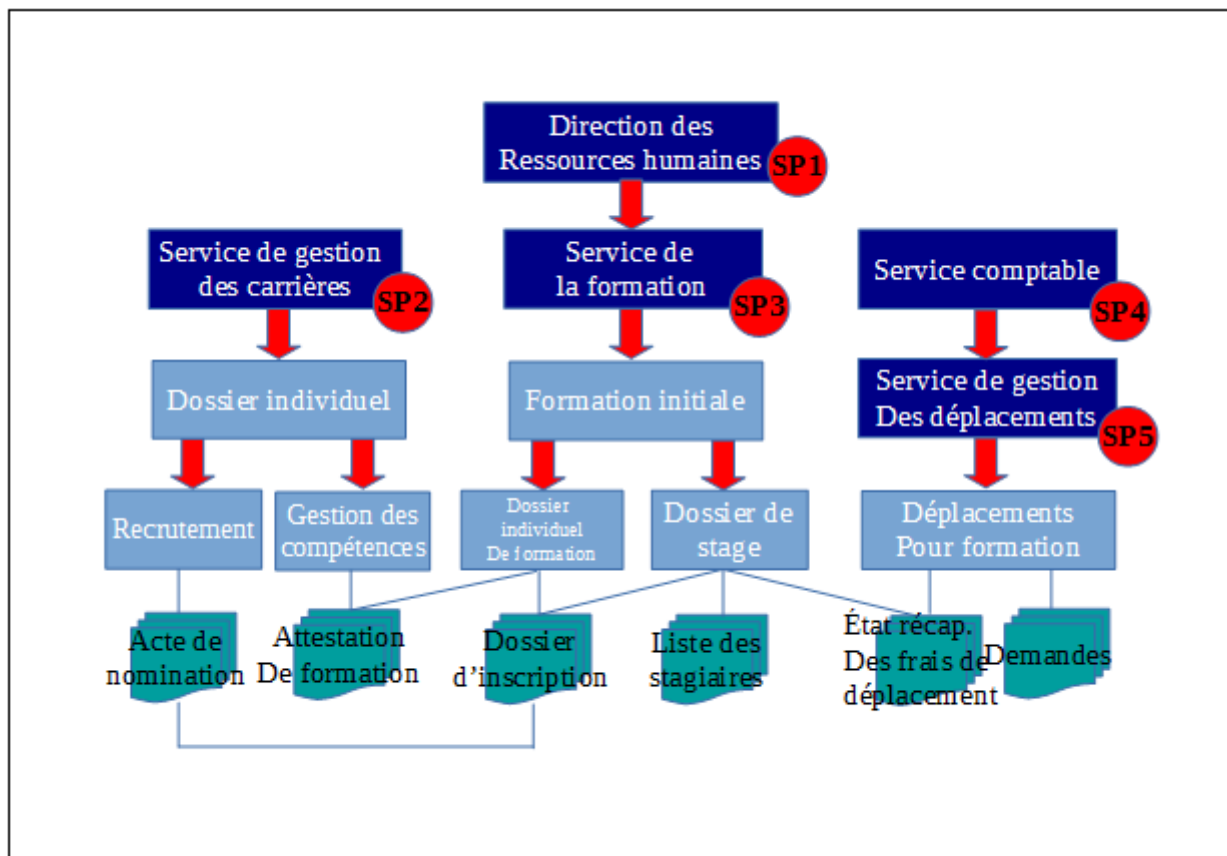 Direction des
Ressources humaines
SP1
Service de gestion
des carrières
SP2
Service de
la formation
SP3
Service comptable
SP4
Service de gestion
Des déplacements
SP5
Dossier individuel
Formation initiale
Recrutement
Gestion des
compétences
Dossier
individuel
De formation
Dossier de
stage
Déplacements
Pour formation
Acte de
nomination
Attestation
De formation
Dossier
d’inscription
Liste des
stagiaires
État récap.
Des frais de
déplacement
Demandes